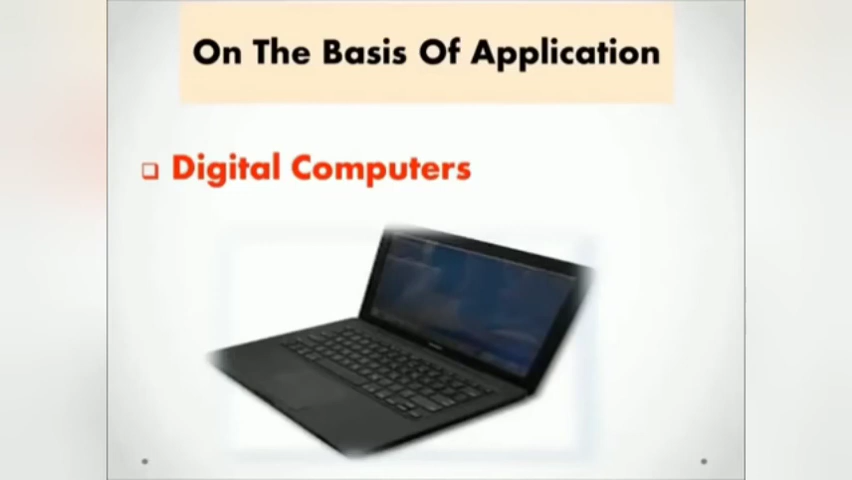 On The Basis Of Application
Digital Computers